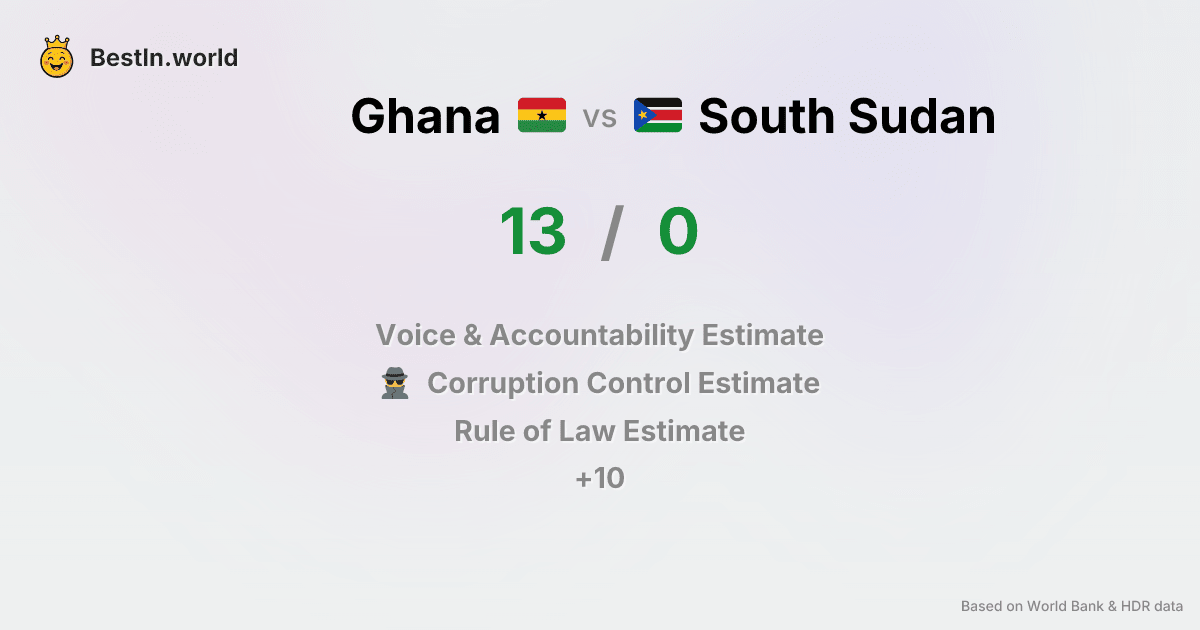 BestIn.world
Ghana vs South Sudan
13 / 0
Voice & Accountability Estimate
Corruption Control Estimate
Rule of Law Estimate
+10
Based on World Bank & HDR data